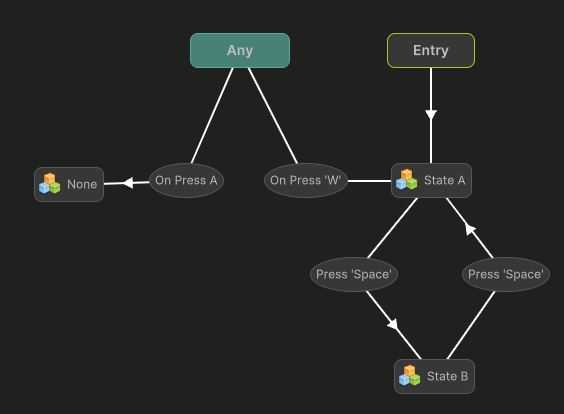 Any
Entry
None
On Press A
On Press 'W'
State A
Press 'Space'
Press 'Space'
State B